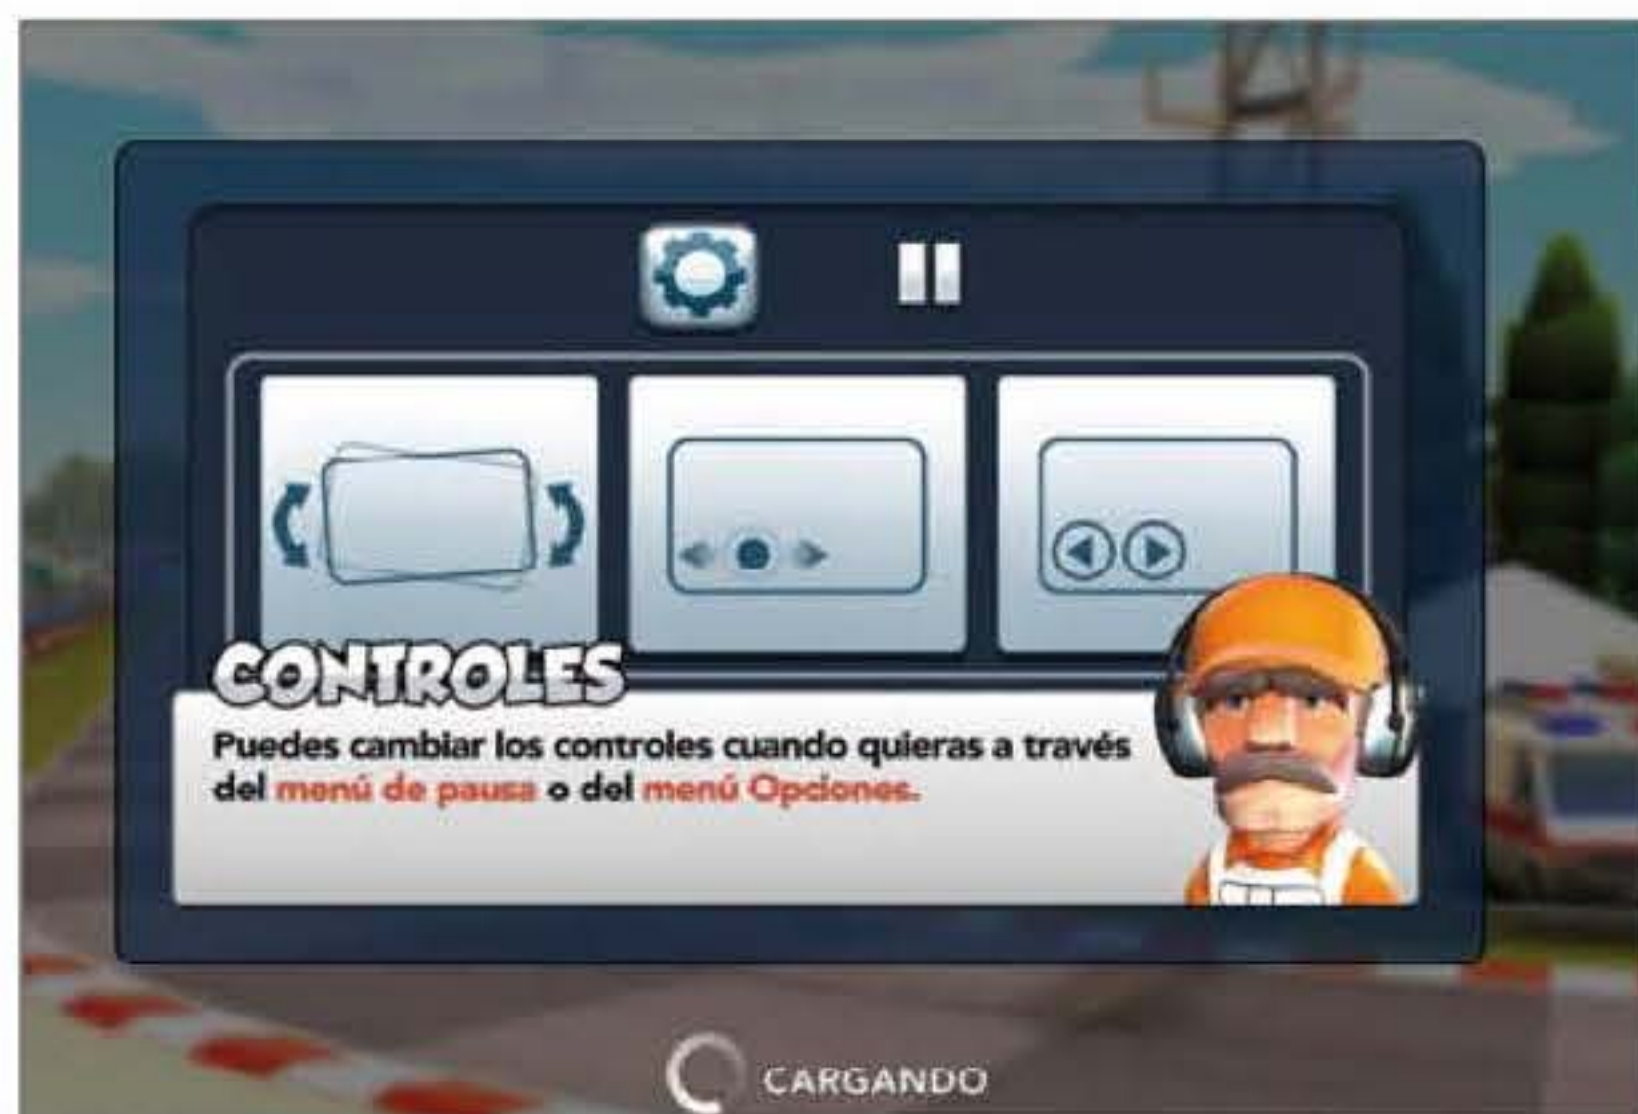 CONTROLES
Puedes cambiar los controles cuando quieras a través
del menú de pausa o del menú Opciones.
CARGANDO